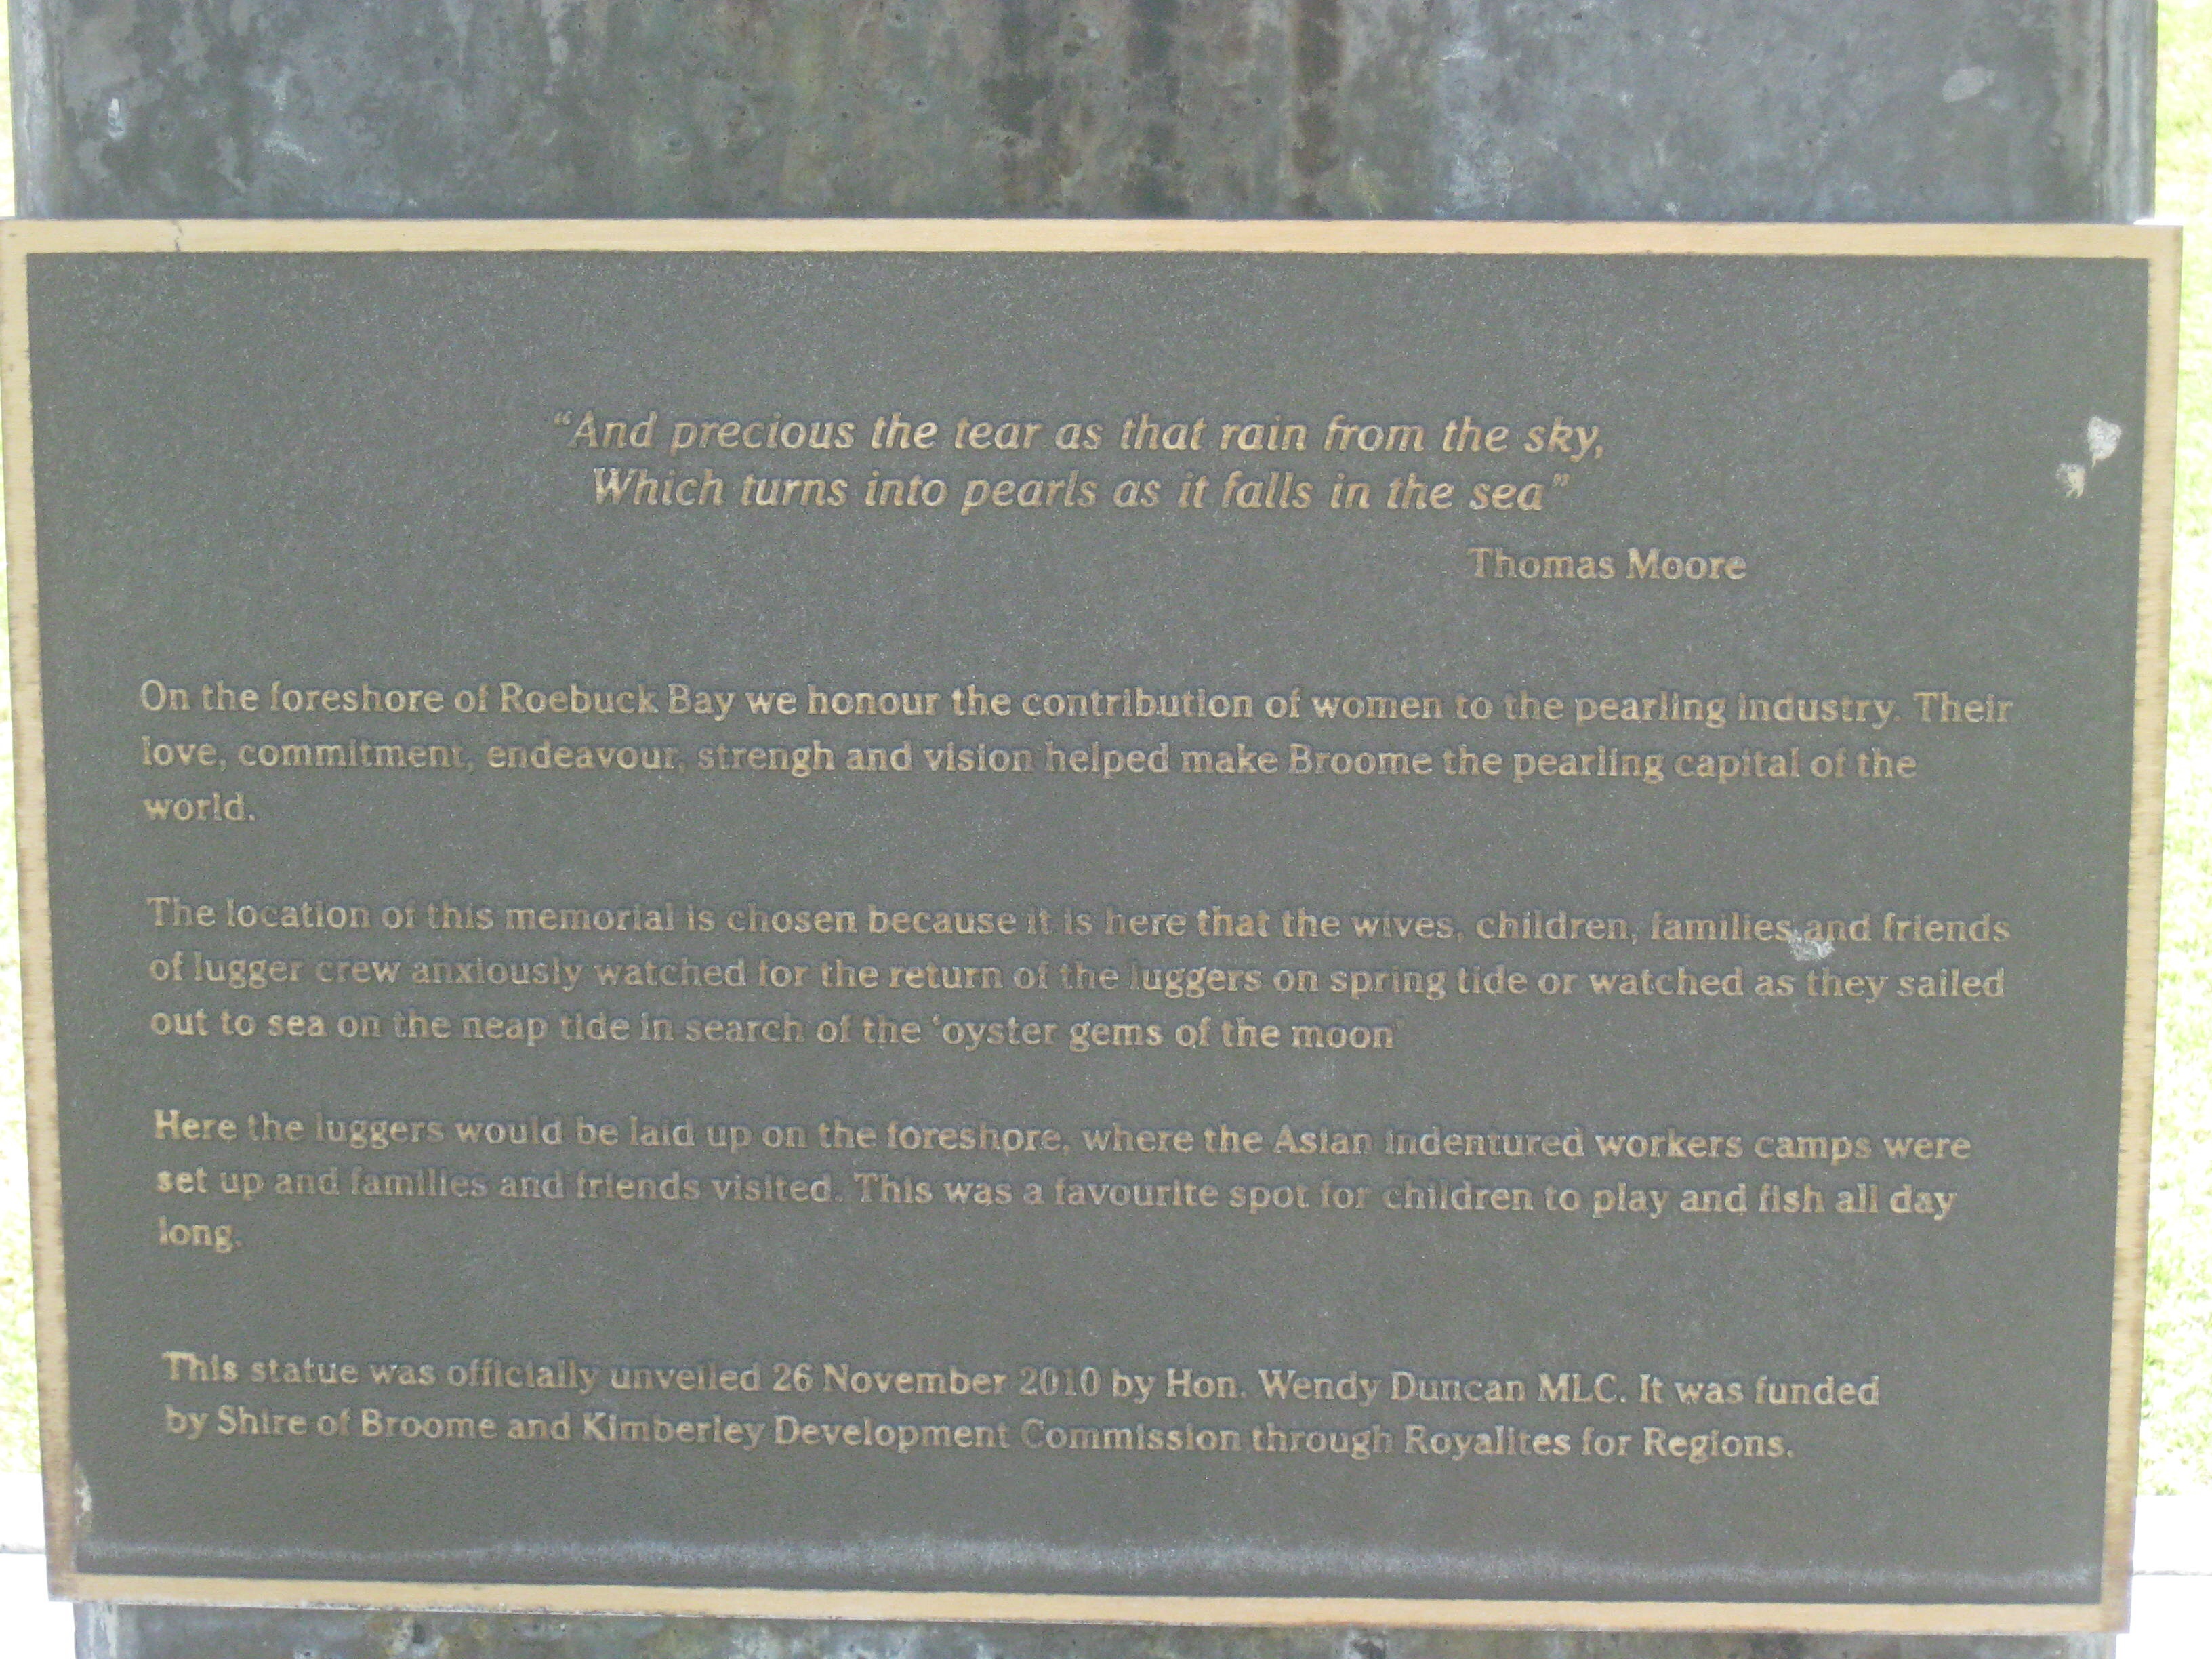 “And precious the tear as that rain from the sky,
Which turns into pearls as it falls in the sea”
Thomas Moore
On the foreshore of Roebuck Bay we honour the contribution of women to the pearling industry. Their
love, commitment, endeavour, strengh and vision helped make Broome the pearling capital of the
world.
The location of this memorial is chosen because it is here that the wives, children, families and friends
of lugger crew anxiously watched for the return of the luggers on spring tide or watched as they sailed
out to sea on the neap tide in search of the ‘oyster gems of the moon’
Here the luggers would be laid up on the foreshore, where the Asian indentured workers camps were
set up and families and friends visited. This was a favourite spot for children to play and fish all day
long.
This statue was officially unveiled 26 November 2010 by Hon. Wendy Duncan MLC. It was funded
by Shire of Broome and Kimberley Development Commission through Royalites for Regions.